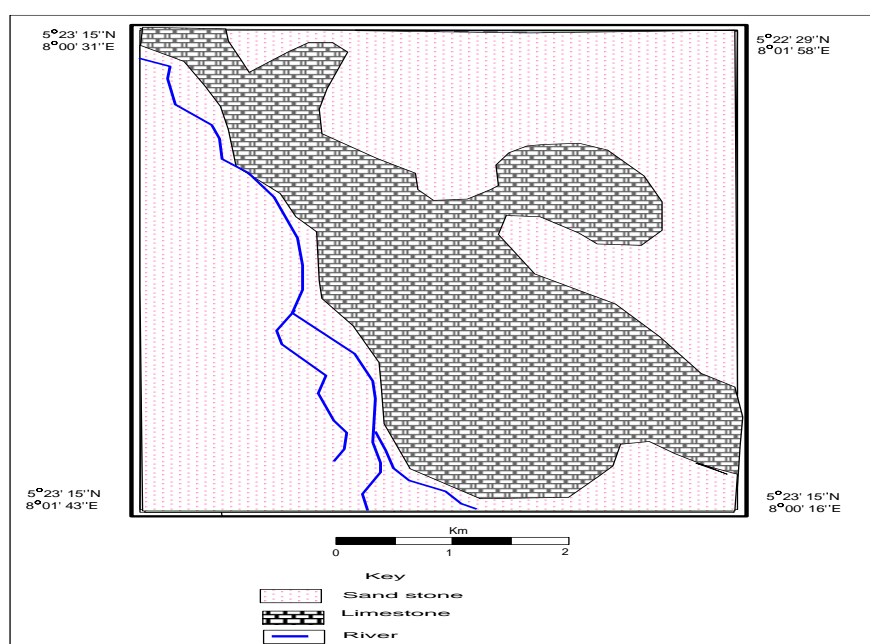 5°23' 15''N
8°00' 31''E
5°22' 29''N
8°01' 58''E
5°23' 15''N
8°01' 43''E
5°23' 15''N
8°00' 16''E
Km
0 1 2
Key
Sand stone
Limestone
River